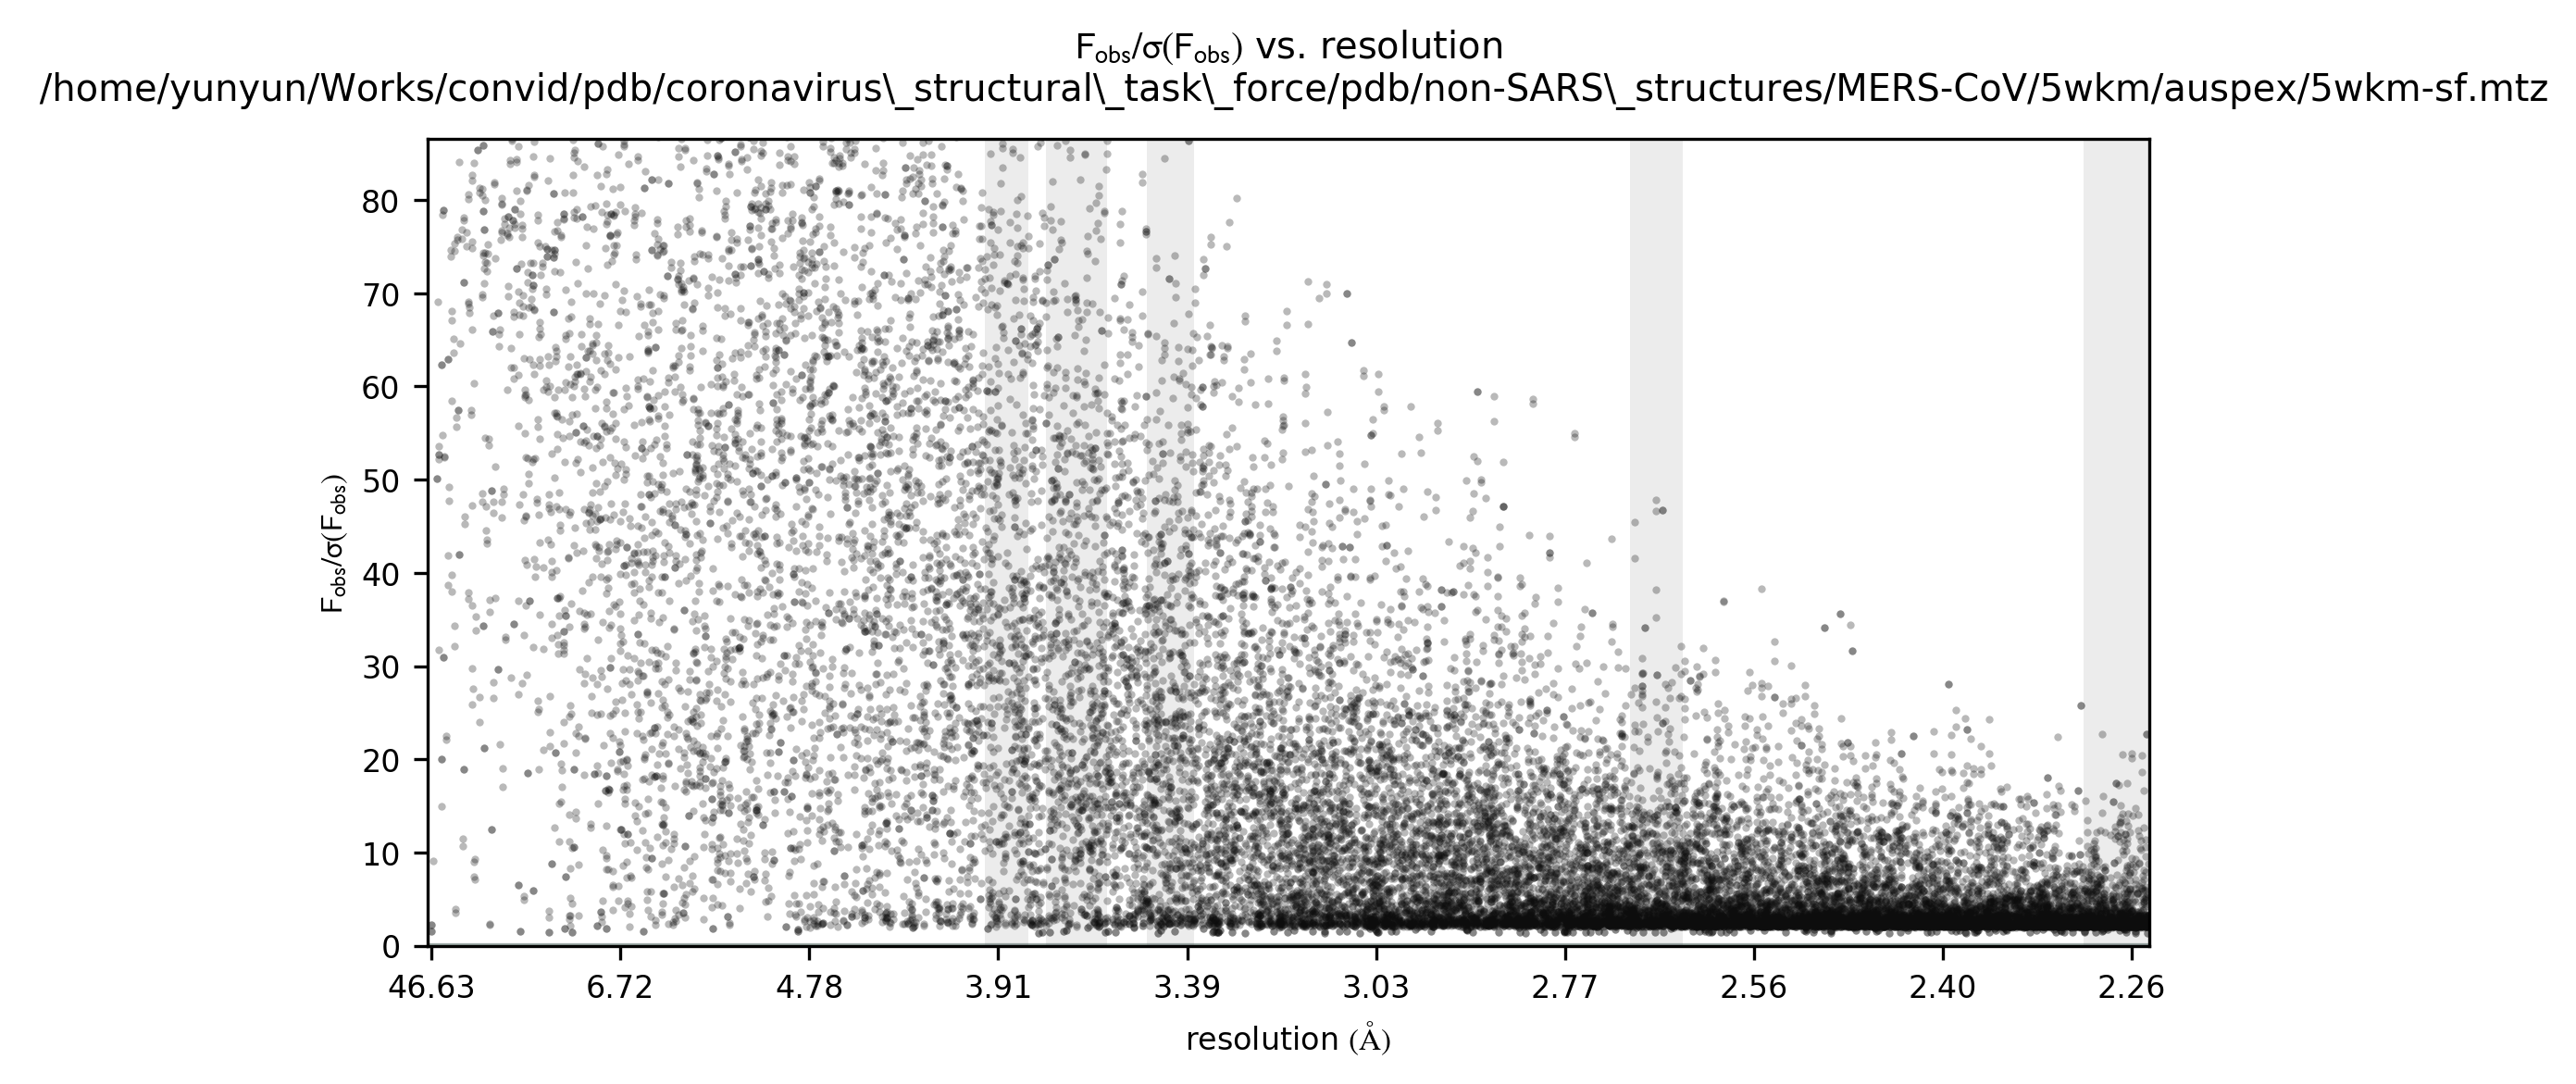 Fobs/σ(Fobs) vs. resolution
/home/yunyun/Works/convid/pdb/coronavirus\_structural\_task\_force/pdb/non-SARS\_structures/MERS-CoV/5wkm/auspex/5wkm-sf.mtz
Fobs/σ(Fobs)
80
70
60
50
40
30
20
10
0
46.63 6.72 4.78 3.91 3.39 3.03 2.77 2.56 2.40 2.26
resolution (Å)